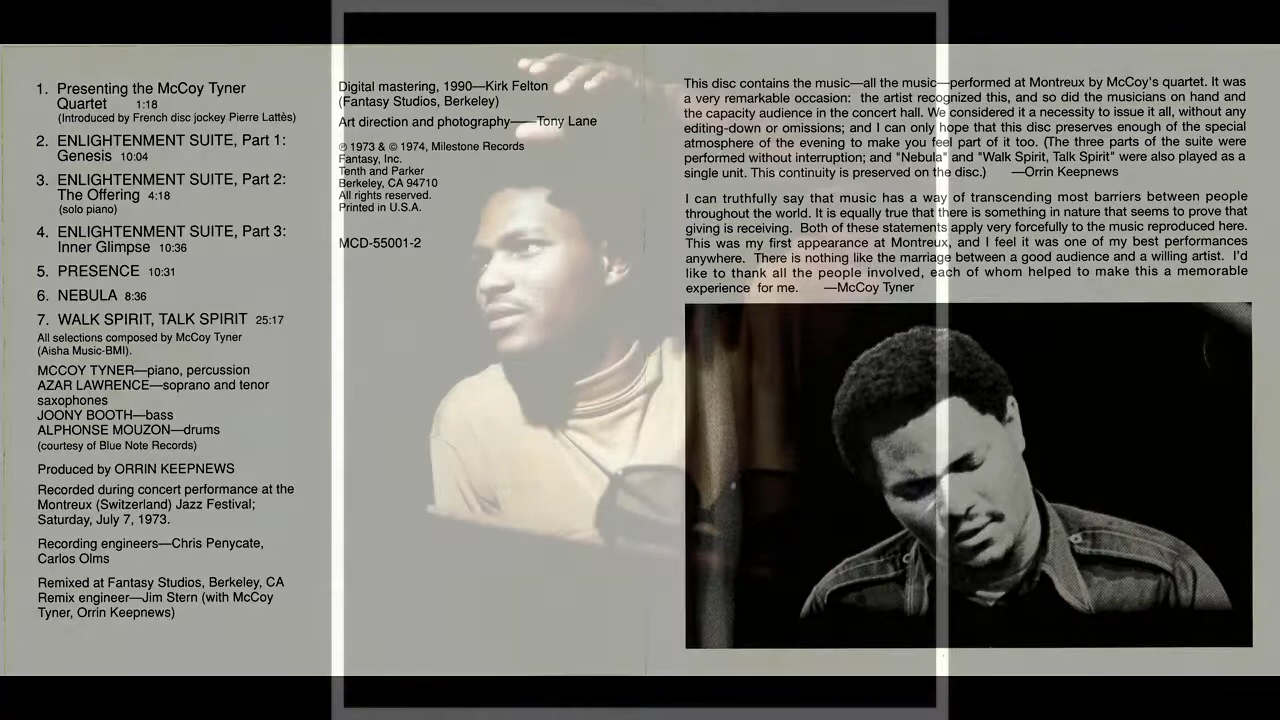 1. Presenting the McCoy Tyner
Quartet 1:18
(Introduced by French disc jockey Pierre Lattès)
2. ENLIGHTENMENT SUITE, Part 1:
Genesis 10:04
3. ENLIGHTENMENT SUITE, Part 2:
The Offering 4:18
(solo piano)
4. ENLIGHTENMENT SUITE, Part 3:
Inner Glimpse 10:36
5. PRESENCE 10:31
6. NEBULA 8:36
7. WALK SPIRIT, TALK SPIRIT 25:17
All selections composed by McCoy Tyner
(Aisha Music-BMI).
MCCOY TYNER—piano, percussion
AZAR LAWRENCE—soprano and tenor
saxophones
JOONY BOOTH—bass
ALPHONSE MOUZON—drums
(courtesy of Blue Note Records)
Produced by ORRIN KEEPNEWS
Recorded during concert performance at the
Montreux (Switzerland) Jazz Festival;
Saturday, July 7, 1973.
Recording engineers—Chris Penycate,
Carlos Olms
Remixed at Fantasy Studios, Berkeley, CA
Remix engineer—Jim Stern (with McCoy
Tyner, Orrin Keepnews)
Digital mastering, 1990—Kirk Felton
(Fantasy Studios, Berkeley)
Art direction and photography——Tony Lane
℗ 1973 & © 1974, Milestone Records
Fantasy, Inc.
Tenth and Parker
Berkeley, CA 94710
All rights reserved.
Printed in U.S.A.
MCD-55001-2
This disc contains the music—all the music—performed at Montreux by McCoy's quartet. It was
a very remarkable occasion: the artist recognized this, and so did the musicians on hand and
the capacity audience in the concert hall. We considered it a necessity to issue it all, without any
editing-down or omissions; and I can only hope that this disc preserves enough of the special
atmosphere of the evening to make you feel part of it too. (The three parts of the suite were
performed without interruption; and "Nebula" and "Walk Spirit, Talk Spirit" were also played as a
single unit. This continuity is preserved on the disc.) —Orrin Keepnews
I can truthfully say that music has a way of transcending most barriers between people
throughout the world. It is equally true that there is something in nature that seems to prove that
giving is receiving. Both of these statements apply very forcefully to the music reproduced here.
This was my first appearance at Montreux, and I feel it was one of my best performances
anywhere. There is nothing like the marriage between a good audience and a willing artist. I'd
like to thank all the people involved, each of whom helped to make this a memorable
experience for me. —McCoy Tyner